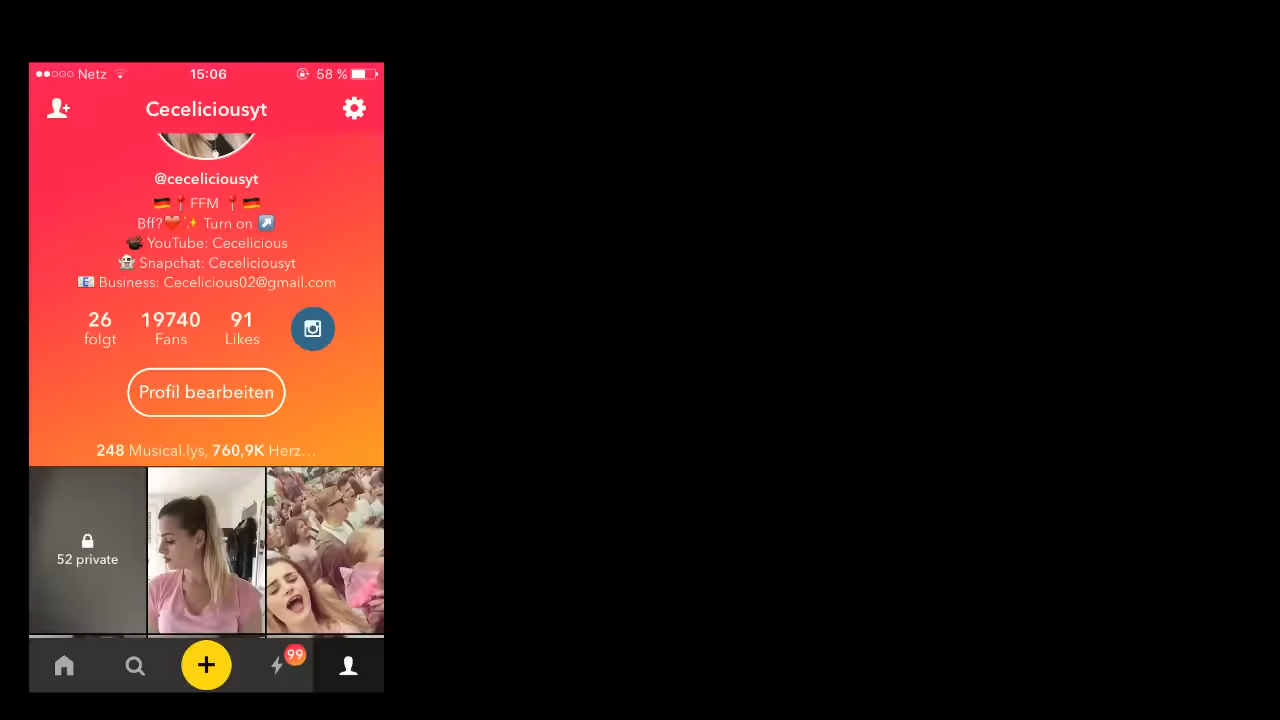 Netz 15:06 58 %
Ceceliciousyt
@ceceliciousyt
FFM
Bff? Turn on
YouTube: Cecelicious
Snapchat: Ceceliciousyt
Business: Cecelicious02@gmail.com
26 19740 91
folgt Fans Likes
Profil bearbeiten
248 Musical.lys, 760,9K Herz...
52 private
99